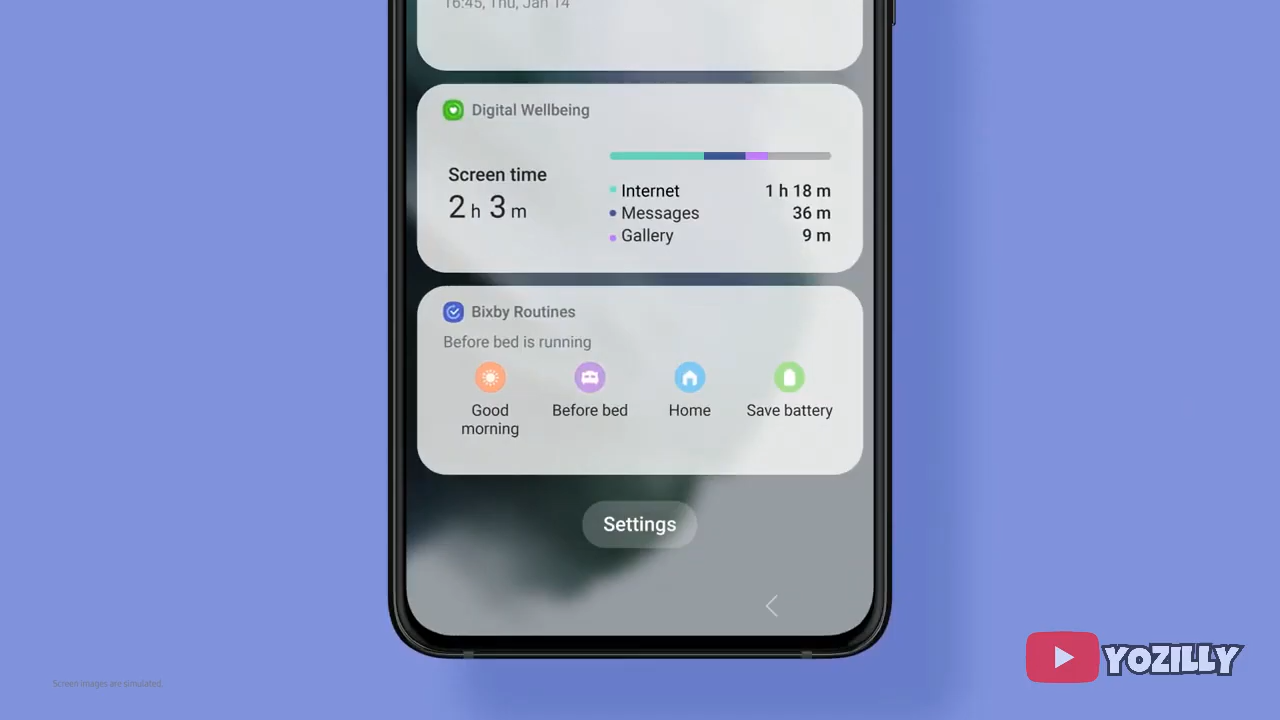 16:45, Thu, Jan 14
Digital Wellbeing
Screen time
2 h 3 m
Internet 1 h 18 m
Messages 36 m
Gallery 9 m
Bixby Routines
Before bed is running
Good morning
Before bed
Home
Save battery
Settings
Screen images are simulated.
YOZILLY